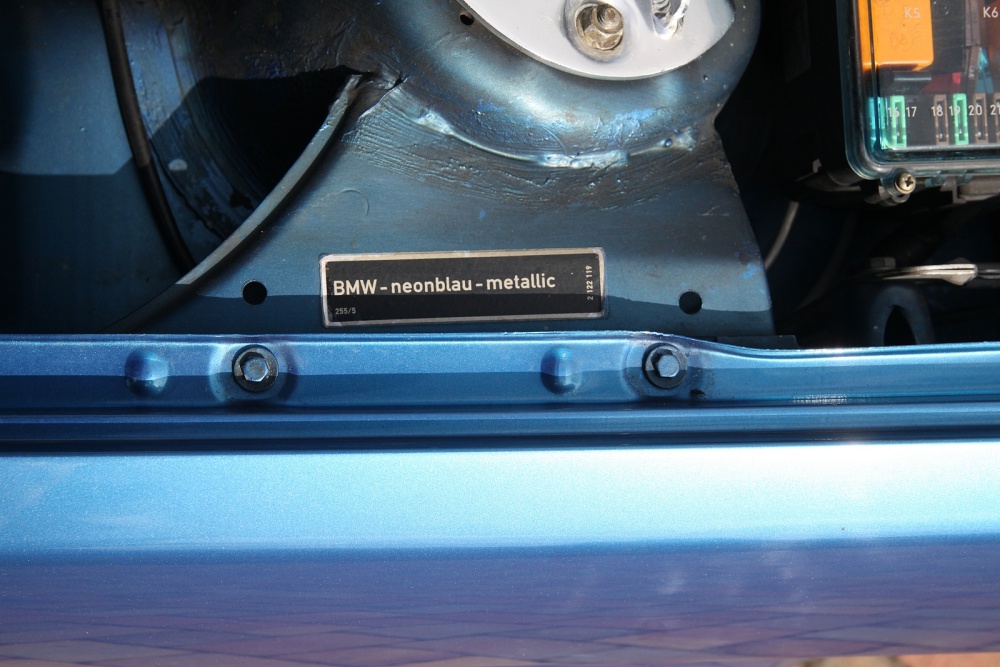 K5
K6
16 17 18 19 20 21
BMW - neonblau - metallic
255/5
2 122 119